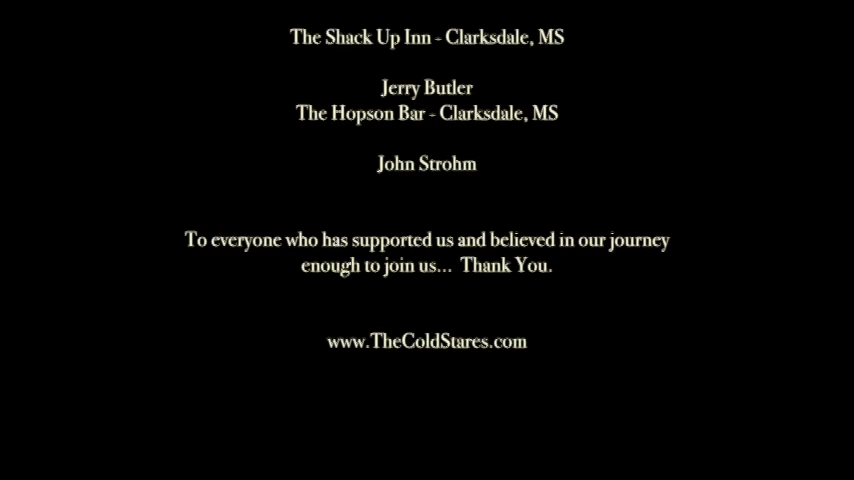 The Shack Up Inn - Clarksdale, MS
Jerry Butler
The Hopson Bar - Clarksdale, MS
John Strohm
To everyone who has supported us and believed in our journey
enough to join us... Thank You.
www.TheColdStares.com